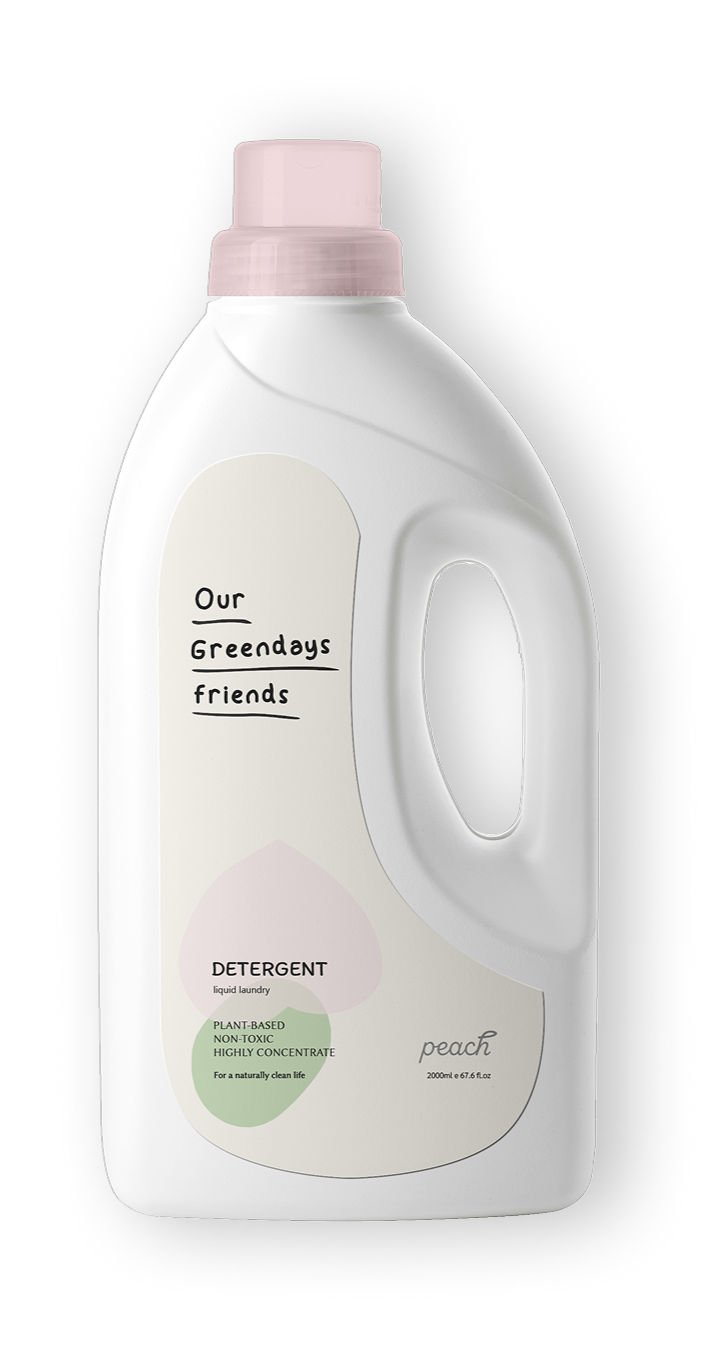 Our
Greendays
friends
DETERGENT
liquid laundry
PLANT-BASED
NON-TOXIC
HIGHLY CONCENTRATE
For a naturally clean life
peach
2000ml e 67.6 fl.oz